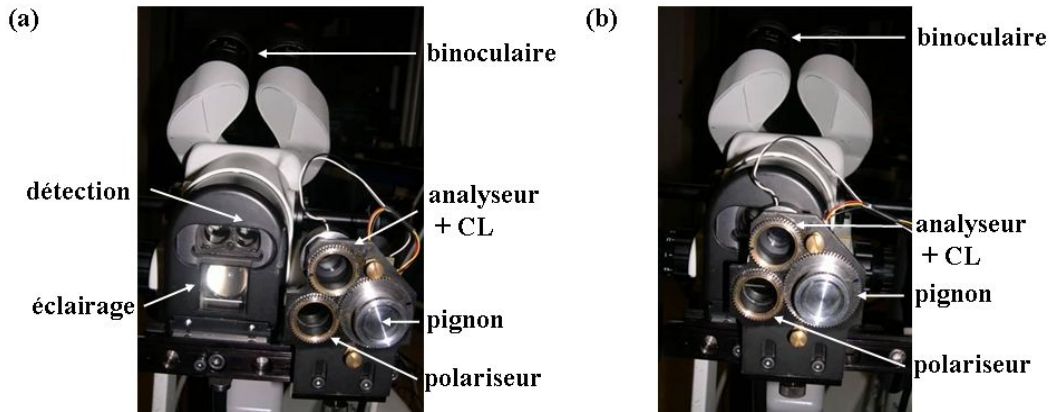 (a)
binoculaire
détection
analyseur
+ CL
éclairage
pignon
polariseur
(b)
binoculaire
analyseur
+ CL
pignon
polariseur